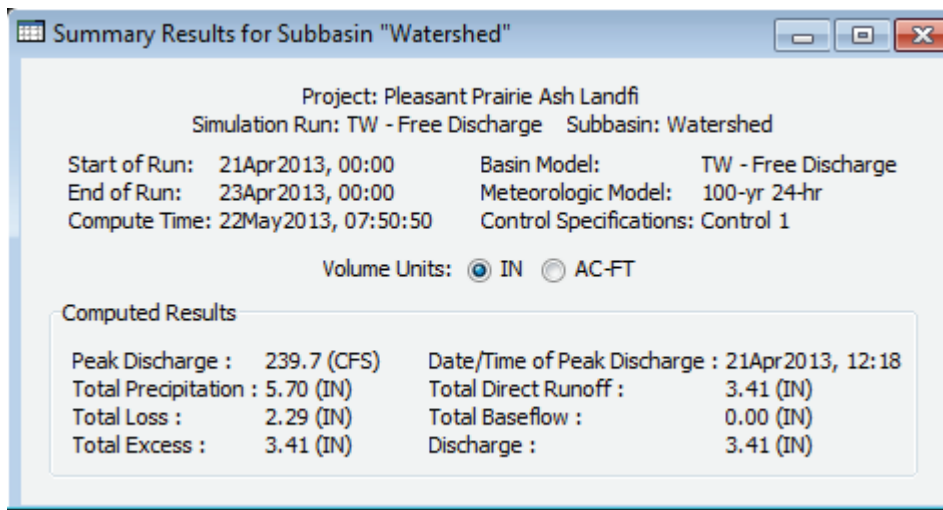 Summary Results for Subbasin "Watershed"
Project: Pleasant Prairie Ash Landfi
Simulation Run: TW - Free Discharge Subbasin: Watershed
Start of Run: 21Apr2013, 00:00 Basin Model: TW - Free Discharge
End of Run: 23Apr2013, 00:00 Meteorologic Model: 100-yr 24-hr
Compute Time: 22May2013, 07:50:50 Control Specifications: Control 1
Volume Units: IN AC-FT
Computed Results
Peak Discharge : 239.7 (CFS) Date/Time of Peak Discharge : 21Apr2013, 12:18
Total Precipitation : 5.70 (IN) Total Direct Runoff : 3.41 (IN)
Total Loss : 2.29 (IN) Total Baseflow : 0.00 (IN)
Total Excess : 3.41 (IN) Discharge : 3.41 (IN)